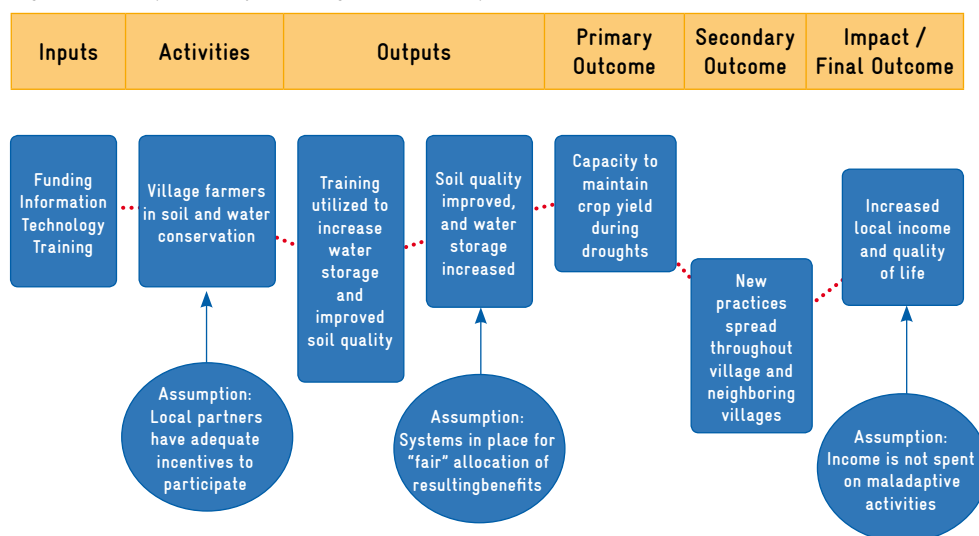 Inputs
Activities
Outputs
Primary
Outcome
Secondary
Outcome
Impact /
Final Outcome
Funding
Information
Technology
Training
Village farmers
in soil and water
conservation
Training
utilized to
increase
water
storage
and
improved
soil quality
Soil quality
improved,
and water
storage
increased
Capacity to
maintain
crop yield
during
droughts
New
practices
spread
throughout
village and
neighboring
villages
Increased
local income
and quality
of life
Assumption:
Local partners
have adequate
incentives to
participate
Assumption:
Systems in place for
“fair” allocation of
resultingbenefits
Assumption:
Income is not spent
on maladaptive
activities